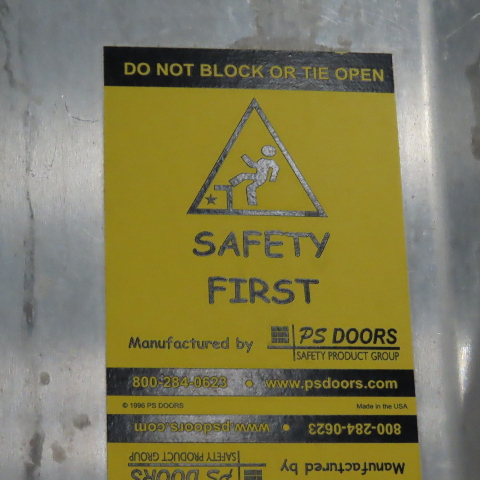 DO NOT BLOCK OR TIE OPEN
SAFETY
FIRST
Manufactured by PS DOORS
SAFETY PRODUCT GROUP
800-284-0623 • www.psdoors.com
© 1996 PS DOORS Made in the USA
800-284-0623 • www.psdoors.com
Manufactured by PS DOORS
SAFETY PRODUCT GROUP